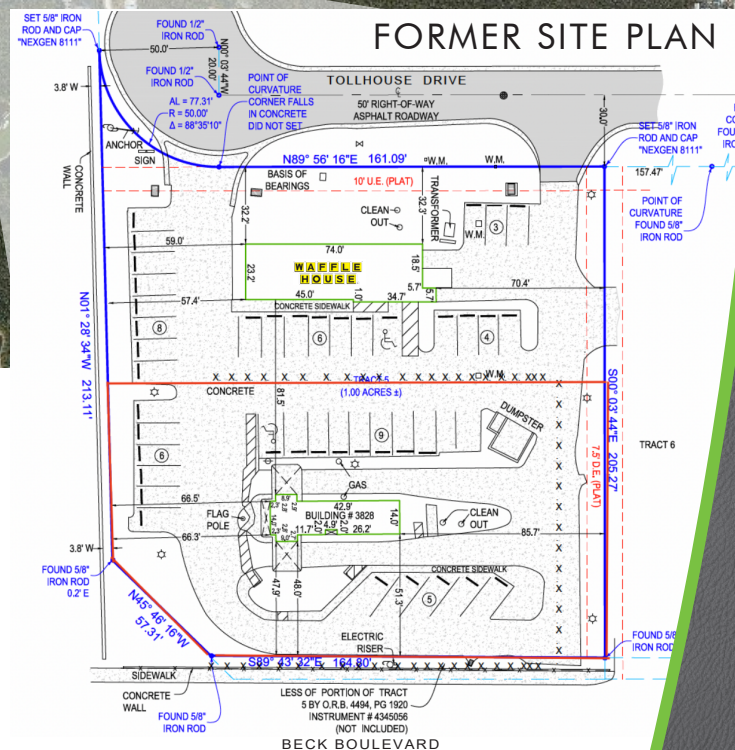 FORMER SITE PLAN
SET 5/8" IRON
ROD AND CAP
"NEXGEN 8111"
50.0'
FOUND 1/2"
IRON ROD
N00° 03' 44"W
20.00'
FOUND 1/2"
IRON ROD
3.8' W
AL = 77.31'
R = 50.00'
Δ = 88°35'10"
POINT OF
CURVATURE
CORNER FALLS
IN CONCRETE
DID NOT SET
TOLLHOUSE DRIVE
50' RIGHT-OF-WAY
ASPHALT ROADWAY
30.0'
SET 5/8" IRON
ROD AND CAP
"NEXGEN 8111"
ANCHOR
SIGN
N89° 56' 16"E 161.09'
W.M.
W.M.
157.47'
CONCRETE
WALL
BASIS OF
BEARINGS
10' U.E. (PLAT)
TRANSFORMER
POINT OF
CURVATURE
FOUND 5/8"
IRON ROD
CLEAN
OUT
32.2'
32.3'
W.M.
3
59.0'
74.0'
WAFFLE
HOUSE
23.2'
18.5'
5.7'
5.7'
70.4'
57.4'
45.0'
1.0'
34.7'
CONCRETE SIDEWALK
N01° 28' 34"W 213.11'
8
6
4
X X X X X X X X X X X X XXX
TRACT 5
W.M.
(1.00 ACRES ±)
CONCRETE
81.5'
S00° 03' 44"E 205.27'
DUMPSTER
9
6
7.5' D.E. (PLAT)
TRACT 6
GAS
66.5'
42.9'
BUILDING # 3828
14.0'
FLAG
POLE
11.7'
4.9'
26.2'
CLEAN
OUT
85.7'
66.3'
3.8' W
FOUND 5/8"
IRON ROD
0.2' E
N45° 46' 16"W
57.31'
CONCRETE SIDEWALK
47.9'
48.0'
51.3'
5
ELECTRIC
RISER
FOUND 5/8"
IRON ROD
S89° 43' 32"E 164.80'
SIDEWALK
CONCRETE
WALL
FOUND 5/8"
IRON ROD
LESS OF PORTION OF TRACT
5 BY O.R.B. 4494, PG 1920
INSTRUMENT # 4345056
(NOT INCLUDED)
BECK BOULEVARD